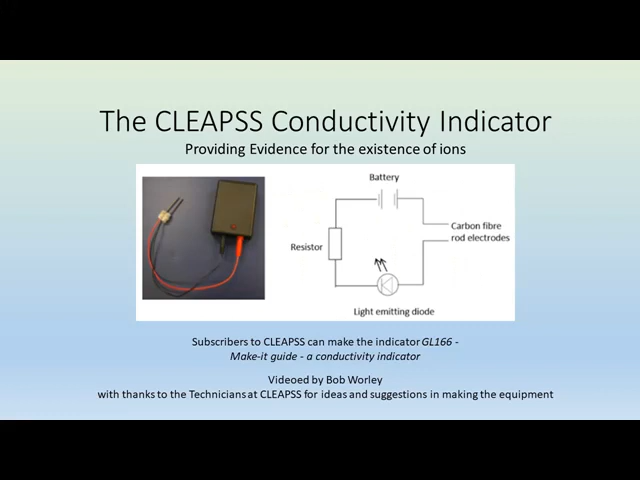 The CLEAPSS Conductivity Indicator
Providing Evidence for the existence of ions
Battery
Carbon fibre
rod electrodes
Resistor
Light emitting diode
Subscribers to CLEAPSS can make the indicator GL166 -
Make-it guide - a conductivity indicator
Videoed by Bob Worley
with thanks to the Technicians at CLEAPSS for ideas and suggestions in making the equipment